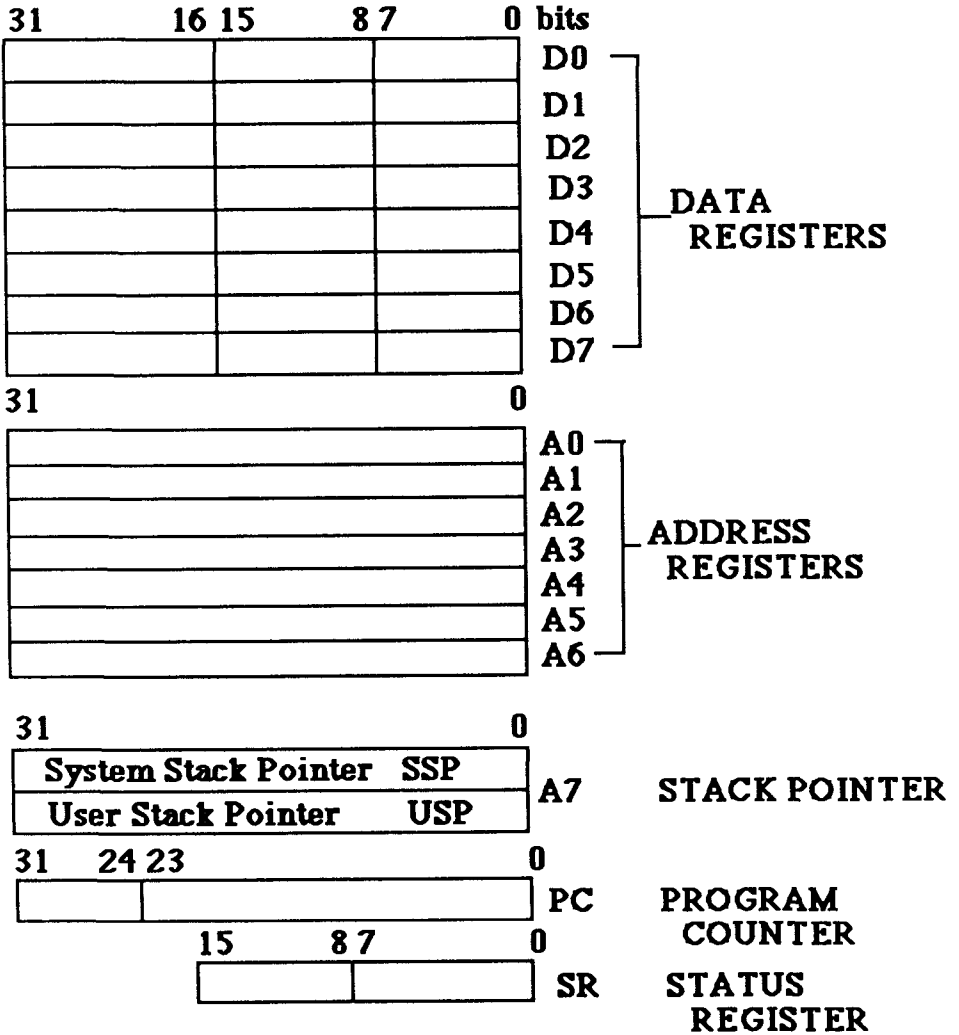 31 16 15 8 7 0 bits
D0
D1
D2
D3
D4
D5
D6
D7
DATA
REGISTERS
31 0
A0
A1
A2
A3
A4
A5
A6
ADDRESS
REGISTERS
31 0
System Stack Pointer SSP
User Stack Pointer USP
A7 STACK POINTER
31 24 23 0
PC PROGRAM
COUNTER
15 8 7 0
SR STATUS
REGISTER